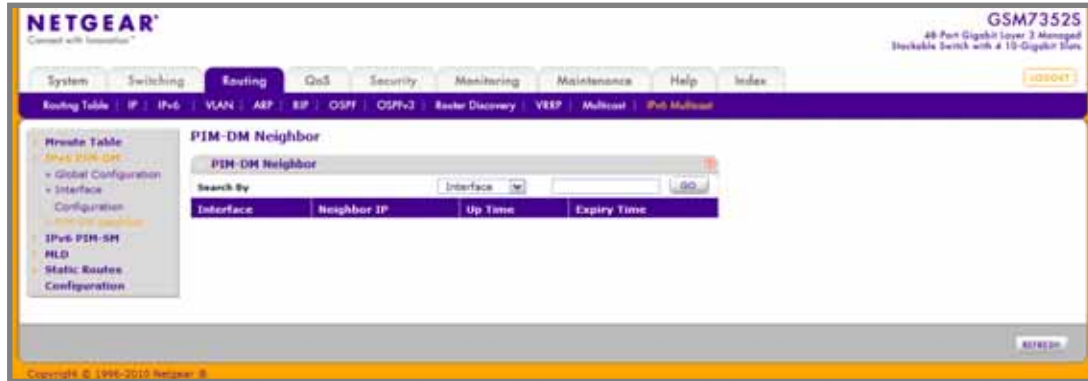 NETGEAR®
Connect with Innovation™
GSM7352S
48-Port Gigabit Layer 3 Managed
Stackable Switch with 4 10-Gigabit Slots
System Switching Routing QoS Security Monitoring Maintenance Help Index LOGOUT
Routing Table | IP | IPv6 | VLAN | ARP | RIP | OSPF | OSPFv3 | Router Discovery | VRRP | Multicast | IPv6 Multicast
Mroute Table
IPv6 PIM-DM
Global Configuration
Interface
Configuration
PIM-DM Neighbor
IPv6 PIM-SM
MLD
Static Routes
Configuration
PIM-DM Neighbor
PIM-DM Neighbor
Search By Interface GO
Interface Neighbor IP Up Time Expiry Time
REFRESH
Copyright © 1996-2010 Netgear ®